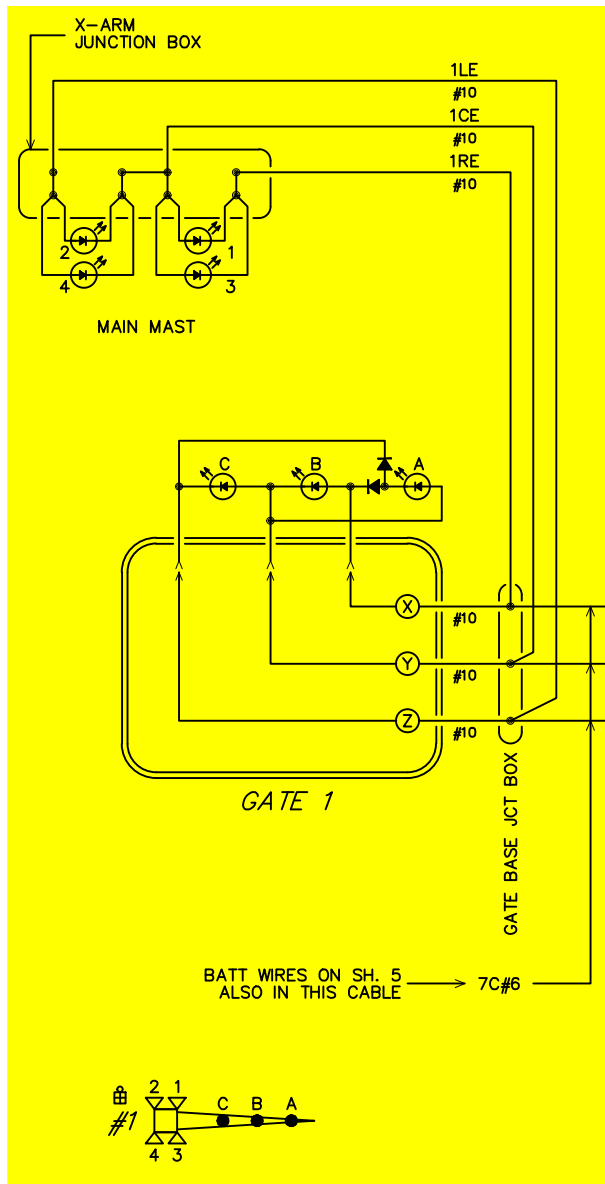 X-ARM
JUNCTION BOX
1LE
#10
1CE
#10
1RE
#10
2
1
4
3
MAIN MAST
C
B
A
X
#10
Y
#10
Z
#10
GATE 1
GATE BASE JCT BOX
BATT WIRES ON SH. 5
ALSO IN THIS CABLE
7C#6
2 1
C B A
#1
4 3